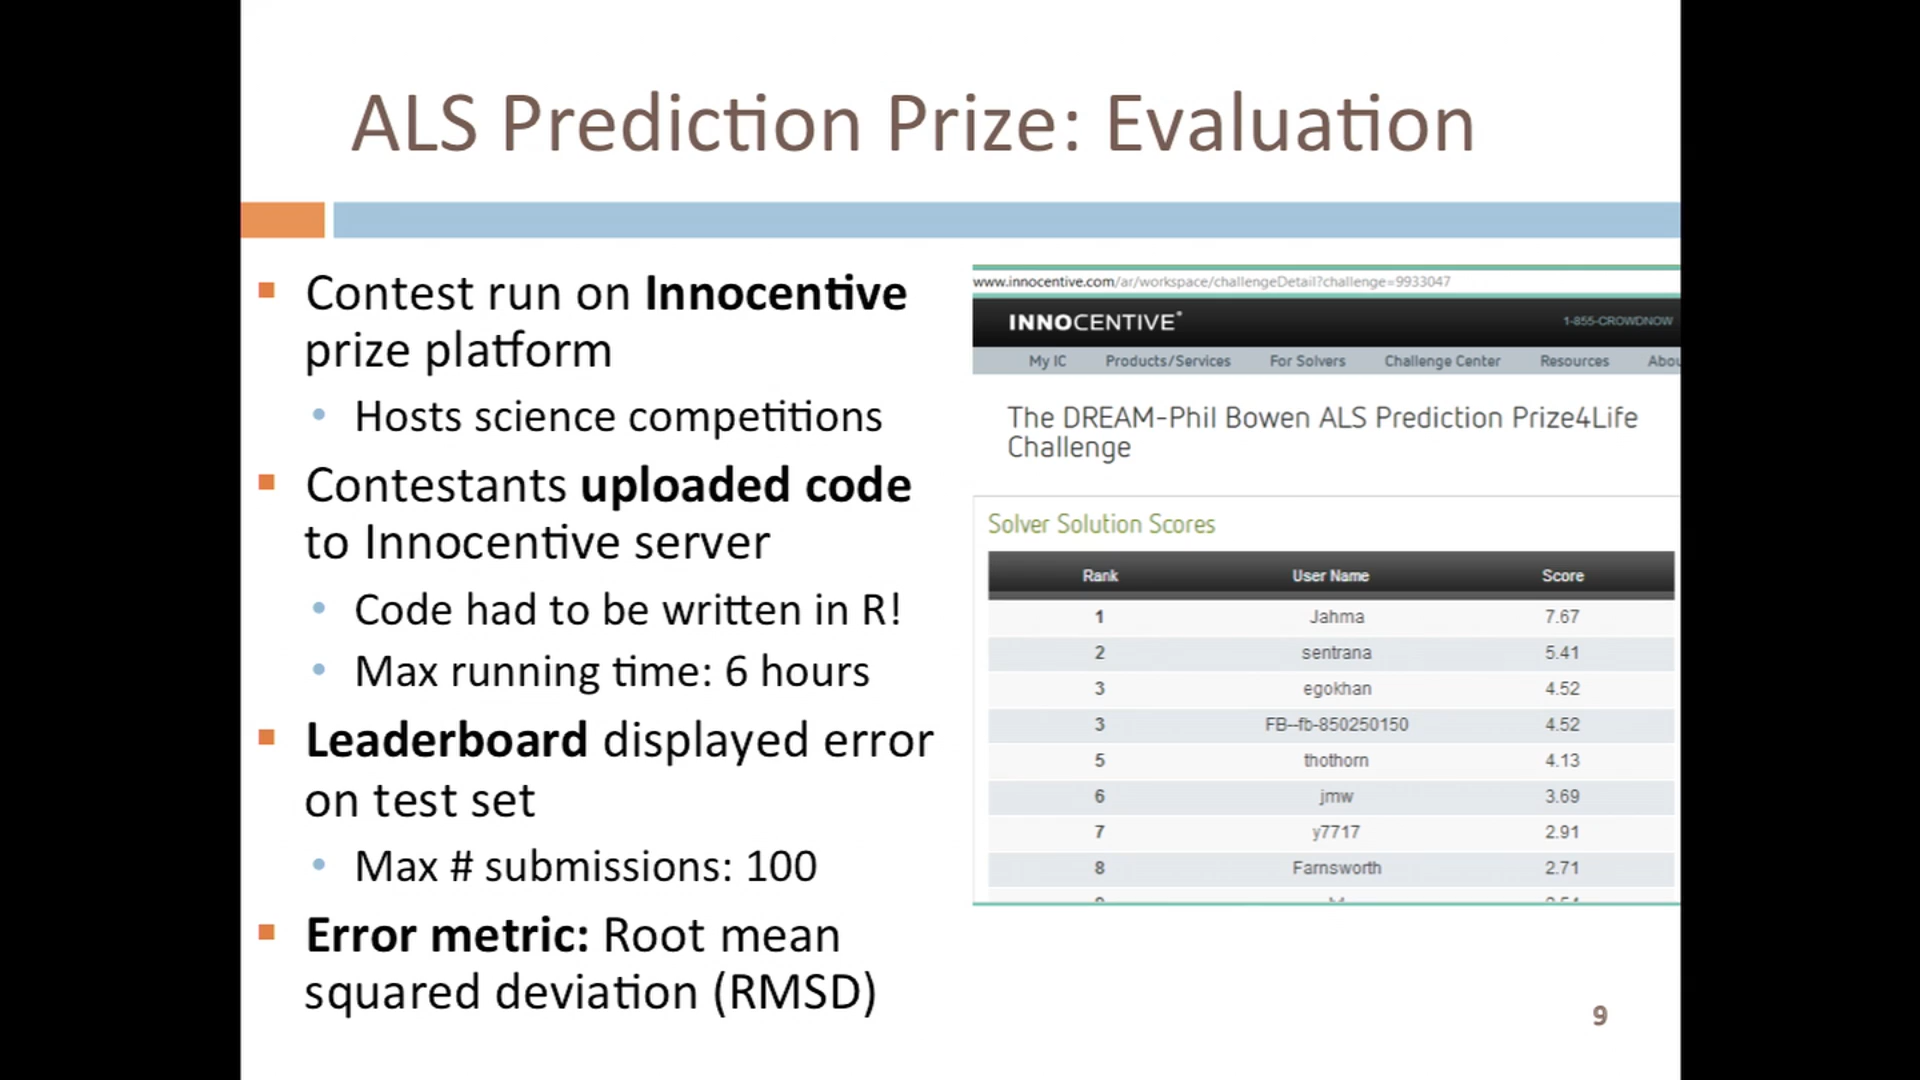 ALS Prediction Prize: Evaluation
Contest run on Innocentive
prize platform
Hosts science competitions
Contestants uploaded code
to Innocentive server
Code had to be written in R!
Max running time: 6 hours
Leaderboard displayed error
on test set
Max # submissions: 100
Error metric: Root mean
squared deviation (RMSD)
www.innocentive.com/ar/workspace/challengeDetail?challenge=9933047
INNOCENTIVE®
1-855-CROWDNOW
My IC Products/Services For Solvers Challenge Center Resources Abou
The DREAM-Phil Bowen ALS Prediction Prize4Life
Challenge
Solver Solution Scores
Rank User Name Score
1 Jahma 7.67
2 sentrana 5.41
3 egokhan 4.52
3 FB--fb-850250150 4.52
5 thothorn 4.13
6 jmw 3.69
7 y7717 2.91
8 Farnsworth 2.71
9